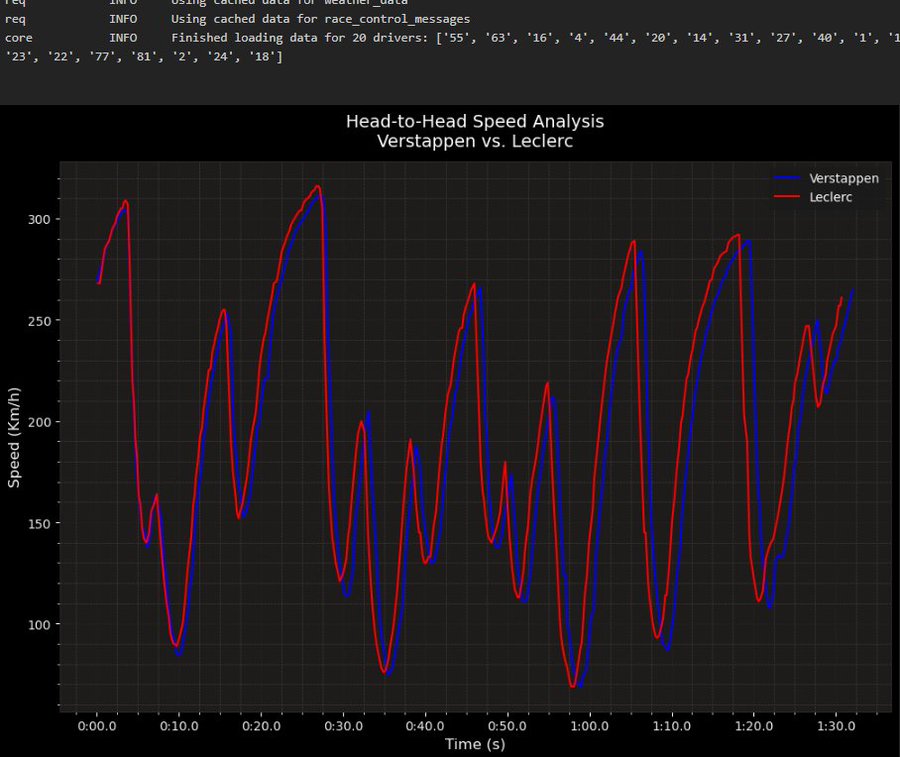 req INFO Using cached data for weather_data
req INFO Using cached data for race_control_messages
core INFO Finished loading data for 20 drivers: ['55', '63', '16', '4', '44', '20', '14', '31', '27', '40', '1',
'23', '22', '77', '81', '2', '24', '18']
Head-to-Head Speed Analysis
Verstappen vs. Leclerc
Verstappen
Leclerc
Speed (Km/h)
300
250
200
150
100
0:00.0 0:10.0 0:20.0 0:30.0 0:40.0 0:50.0 1:00.0 1:10.0 1:20.0 1:30.0
Time (s)